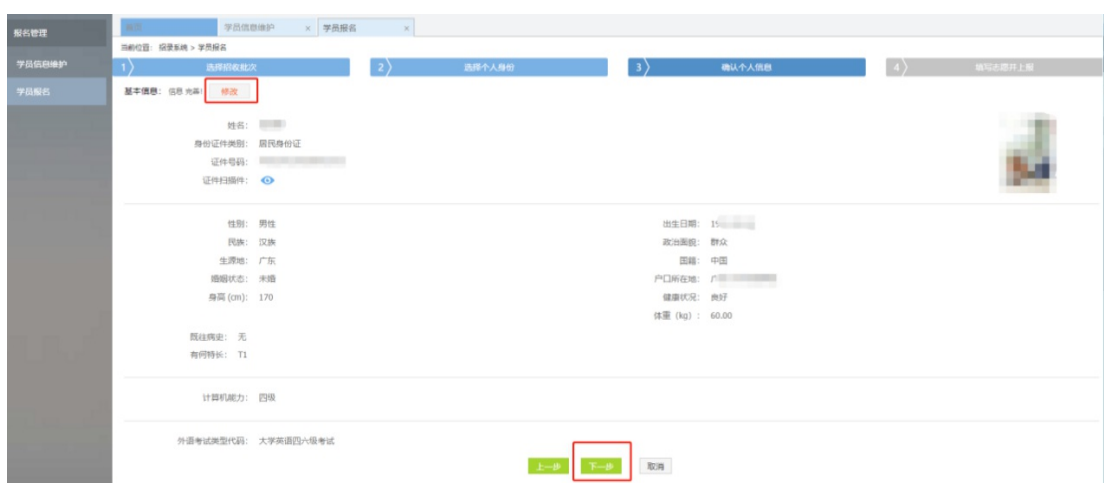 报名管理
学员信息维护
学员报名
首页
学员信息维护 ×
学员报名 ×
当前位置: 招录系统 > 学员报名
1 选择招收批次
2 选择个人身份
3 确认个人信息
4 填写志愿并上报
基本信息: 信息完善! 修改
姓名:
身份证件类别: 居民身份证
证件号码:
证件扫描件:
性别: 男性
出生日期: 19
民族: 汉族
政治面貌: 群众
生源地: 广东
国籍: 中国
婚姻状态: 未婚
户口所在地:
身高 (cm): 170
健康状况: 良好
体重 (kg) : 60.00
既往病史: 无
有何特长: T1
计算机能力: 四级
外语考试类型代码: 大学英语四六级考试
上一步 下一步 取消